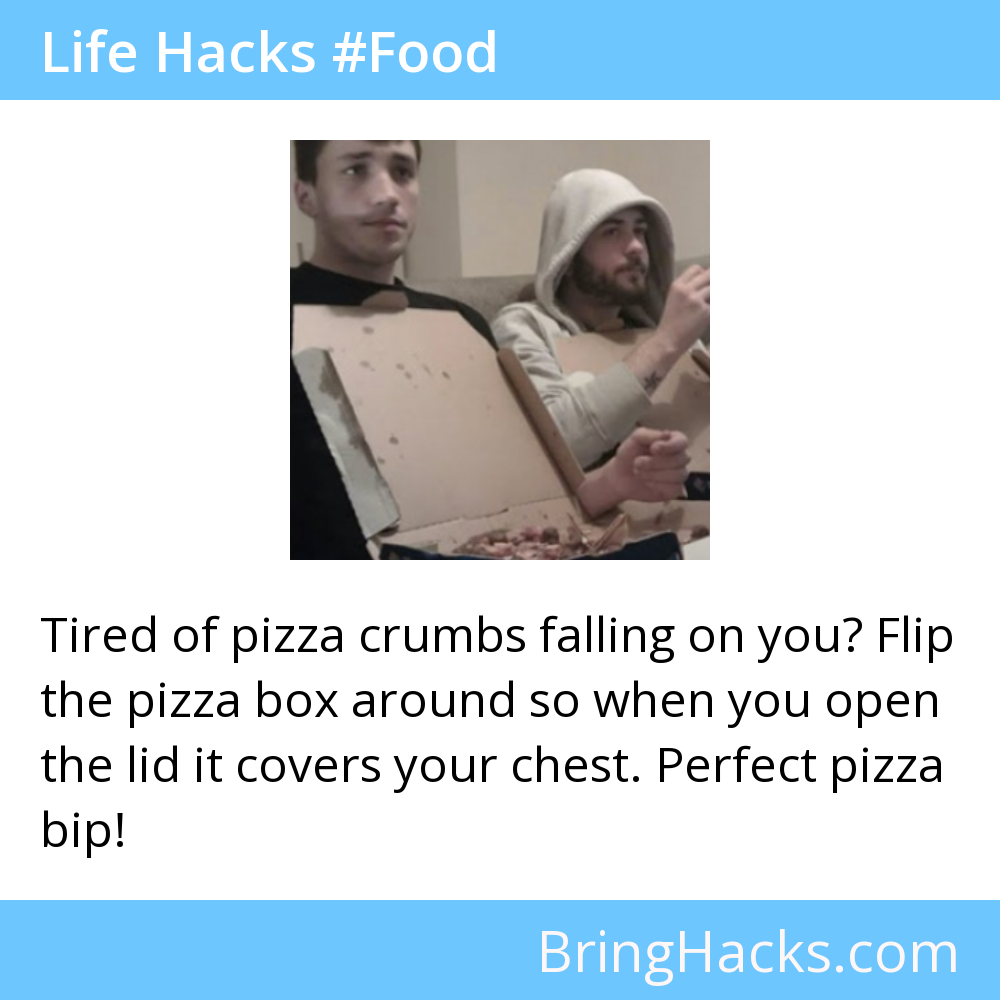 Life Hacks #Food
Tired of pizza crumbs falling on you? Flip
the pizza box around so when you open
the lid it covers your chest. Perfect pizza
bip!
BringHacks.com